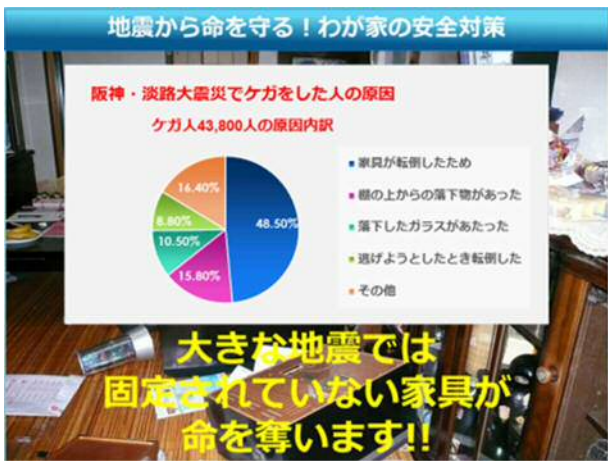 地震から命を守る！わが家の安全対策
阪神・淡路大震災でケガをした人の原因
ケガ人43,800人の原因内訳
16.40%
8.80%
48.50%
10.50%
15.80%
家具が転倒したため
棚の上からの落下物があった
落下したガラスがあたった
逃げようとしたとき転倒した
その他
大きな地震では
固定されていない家具が
命を奪います!!